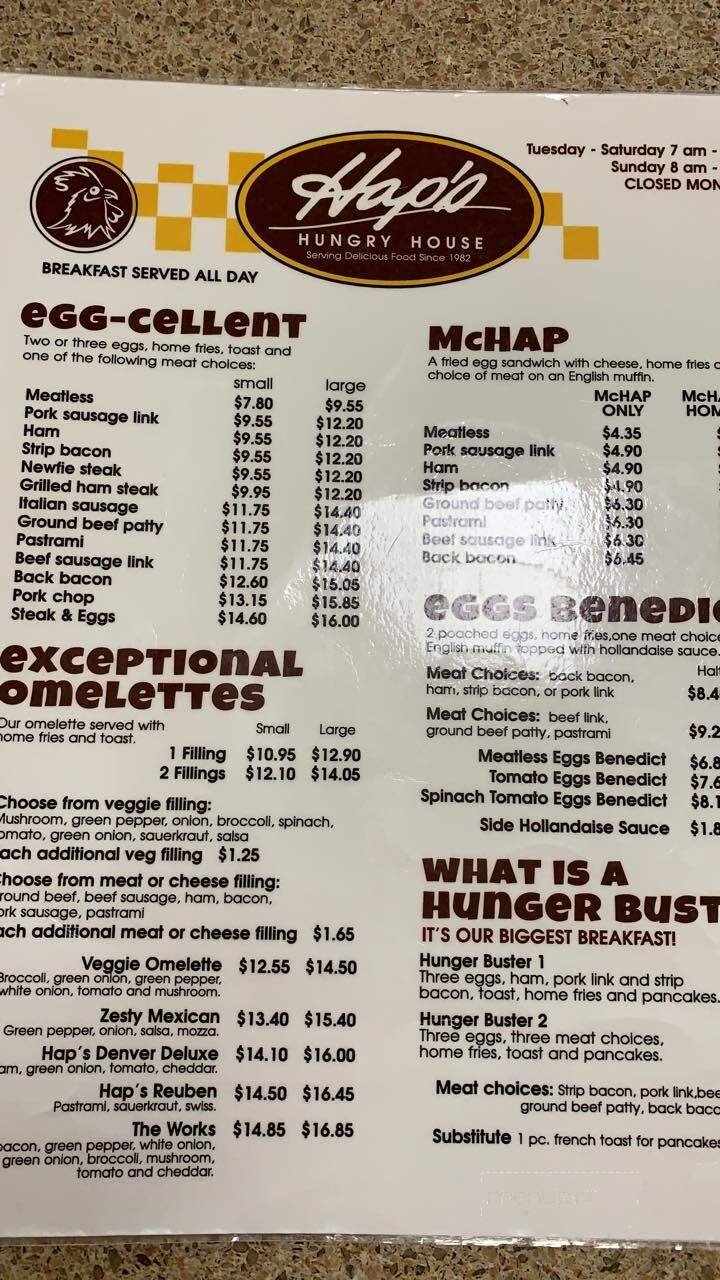 Hap's
HUNGRY HOUSE
Serving Delicious Food Since 1982
Tuesday - Saturday 7 am -
Sunday 8 am -
CLOSED MON
BREAKFAST SERVED ALL DAY
eGG-ceLLenT
Two or three eggs, home fries, toast and
one of the following meat choices:
small large
Meatless $7.80 $9.55
Pork sausage link $9.55 $12.20
Ham $9.55 $12.20
Strip bacon $9.55 $12.20
Newfie steak $9.55 $12.20
Grilled ham steak $9.95 $12.20
Italian sausage $11.75 $14.40
Ground beef patty $11.75 $14.40
Pastrami $11.75 $14.40
Beef sausage link $11.75 $14.40
Back bacon $12.60 $15.05
Pork chop $13.15 $15.85
Steak & Eggs $14.60 $16.00
exCePTIONAL
OmeLeTTes
Our omelette served with
home fries and toast.
Small Large
1 Filling $10.95 $12.90
2 Fillings $12.10 $14.05
Choose from veggie filling:
Mushroom, green pepper, onion, broccoli, spinach,
omato, green onion, sauerkraut, salsa
ach additional veg filling $1.25
Choose from meat or cheese filling:
round beef, beef sausage, ham, bacon,
ork sausage, pastrami
ach additional meat or cheese filling $1.65
Veggie Omelette $12.55 $14.50
Broccoli, green onion, green pepper,
white onion, tomato and mushroom.
Zesty Mexican $13.40 $15.40
Green pepper, onion, salsa, mozza.
Hap's Denver Deluxe $14.10 $16.00
am, green onion, tomato, cheddar.
Hap's Reuben $14.50 $16.45
Pastrami, sauerkraut, swiss.
The Works $14.85 $16.85
bacon, green pepper, white onion,
green onion, broccoli, mushroom,
tomato and cheddar.
McHAP
A fried egg sandwich with cheese, home fries
choice of meat on an English muffin.
McHAP McHA
ONLY HOM
Meatless $4.35
Pork sausage link $4.90
Ham $4.90
Strip bacon $4.90
Ground beef patty $6.30
Pastrami $6.30
Beef sausage link $6.30
Back bacon $6.45
eGGs BeneDIC
2 poached eggs, home fries,one meat choice
English muffin topped with hollandaise sauce.
Half
Meat Choices: back bacon,
ham, strip bacon, or pork link $8.4
Meat Choices: beef link,
ground beef patty, pastrami $9.2
Meatless Eggs Benedict $6.8
Tomato Eggs Benedict $7.6
Spinach Tomato Eggs Benedict $8.1
Side Hollandaise Sauce $1.8
WHAT IS A
HunGeR BUST
IT'S OUR BIGGEST BREAKFAST!
Hunger Buster 1
Three eggs, ham, pork link and strip
bacon, toast, home fries and pancakes.
Hunger Buster 2
Three eggs, three meat choices,
home fries, toast and pancakes.
Meat choices: Strip bacon, pork link,bee
ground beef patty, back baco
Substitute 1 pc. french toast for pancakes